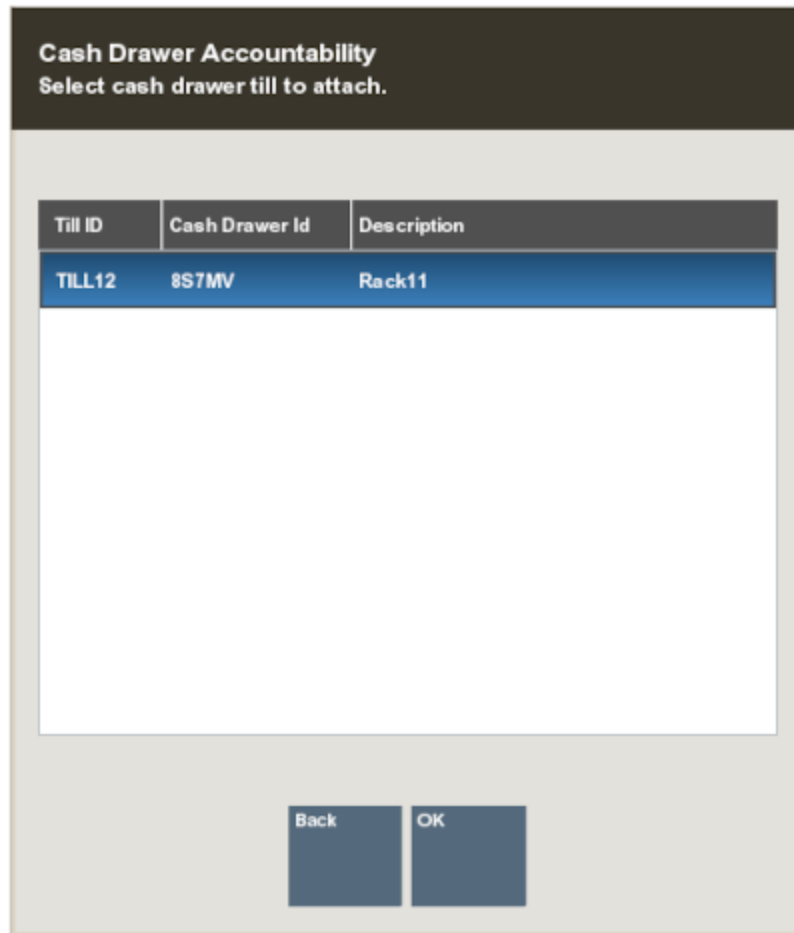 Cash Drawer Accountability
Select cash drawer till to attach.
Till ID Cash Drawer Id Description
TILL12 8S7MV Rack11
Back OK